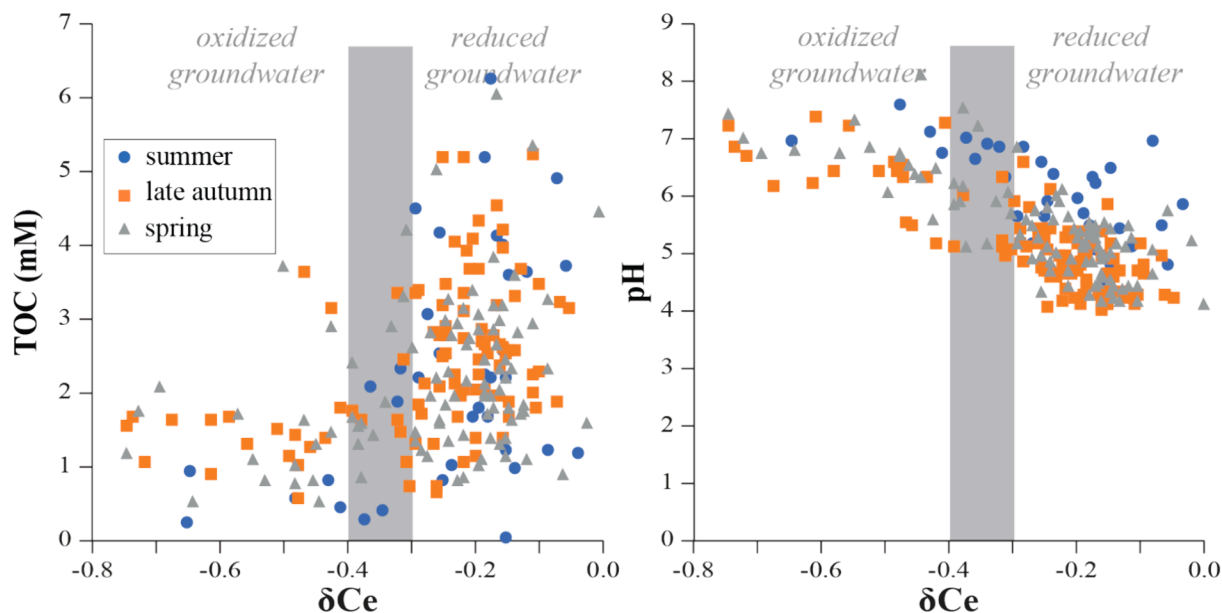 oxidized
groundwater
reduced
groundwater
summer
late autumn
spring
TOC (mM)
7
6
5
4
3
2
1
0
-0.8
-0.6
-0.4
-0.2
0.0
δCe
oxidized
groundwater
reduced
groundwater
pH
9
8
7
6
5
4
3
2
1
0
-0.8
-0.6
-0.4
-0.2
0.0
δCe